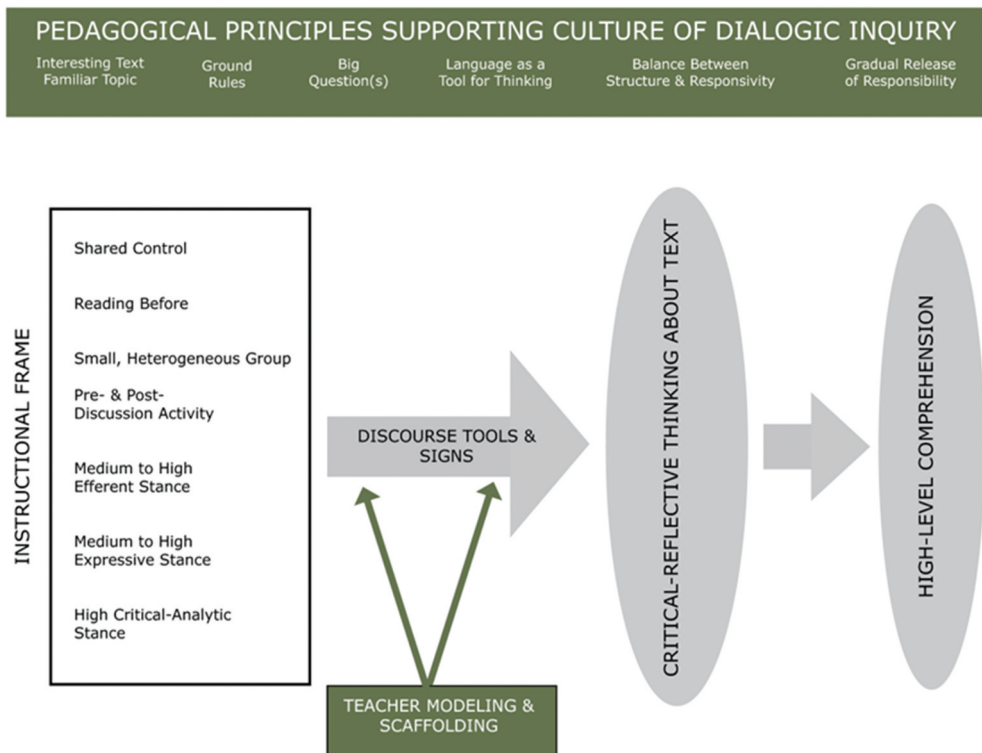 PEDAGOGICAL PRINCIPLES SUPPORTING CULTURE OF DIALOGIC INQUIRY
Interesting Text
Familiar Topic
Ground
Rules
Big
Question(s)
Language as a
Tool for Thinking
Balance Between
Structure & Responsivity
Gradual Release
of Responsibility
INSTRUCTIONAL FRAME
Shared Control
Reading Before
Small, Heterogeneous Group
Pre- & Post-
Discussion Activity
Medium to High
Efferent Stance
Medium to High
Expressive Stance
High Critical-Analytic
Stance
DISCOURSE TOOLS &
SIGNS
TEACHER MODELING &
SCAFFOLDING
CRITICAL-REFLECTIVE THINKING ABOUT TEXT
HIGH-LEVEL COMPREHENSION